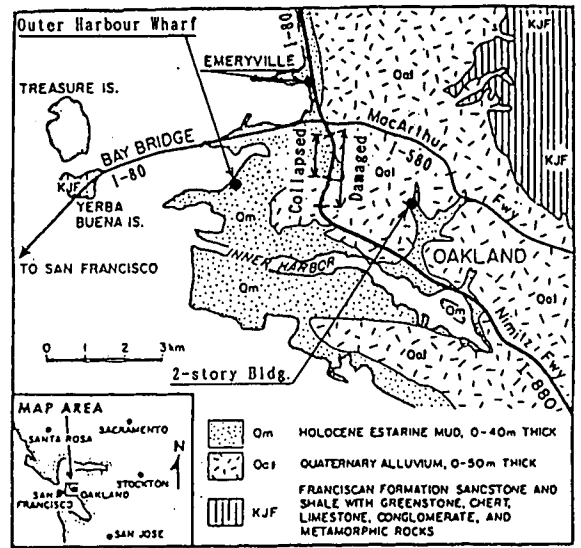 Outer Harbour Wharf
I-80
KJF
EMERYVILLE
Qal
TREASURE IS.
BAY BRIDGE
I-80
MacArthur
I-580
Fwy
Collapsed
Damaged
Qal
KJF
KJF
YERBA
BUENA IS.
Qm
TO SAN FRANCISCO
INNER HARBOR
OAKLAND
Qm
Qm
Qal
Qal
Nimitz Fwy
I-880
0 1 2 3 km
2-story Bldg.
MAP AREA
SANTA ROSA
SACRAMENTO
N
STOCKTON
SAN
FRANCISCO
OAKLAND
SAN JOSE
Qm HOLOCENE ESTARINE MUD, 0-40m THICK
Qal QUATERNARY ALLUVIUM, 0-50m THICK
KJF FRANCISCAN FORMATION SANCSTONE AND
SHALE WITH GREENSTONE, CHERT,
LIMESTONE, CONGLOMERATE, AND
METAMORPHIC ROCKS